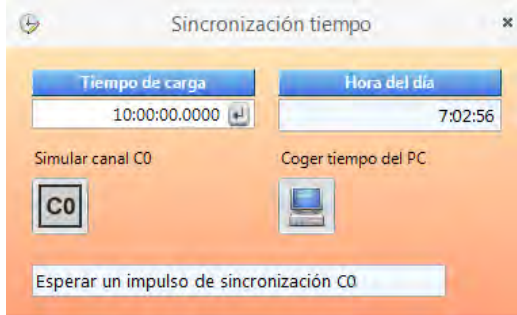 Sincronización tiempo
Tiempo de carga
Hora del día
10:00:00.0000
7:02:56
Simular canal C0
Coger tiempo del PC
C0
Esperar un impulso de sincronización C0